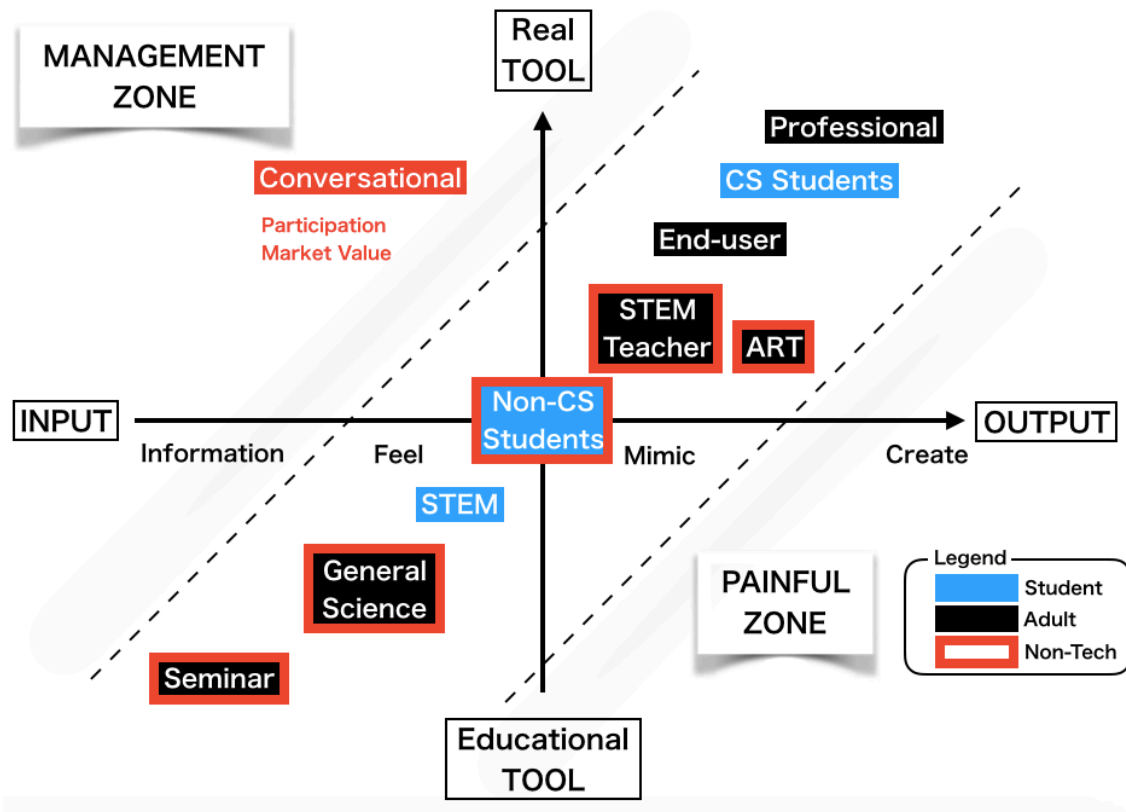 MANAGEMENT
ZONE
Real
TOOL
Professional
Conversational
CS Students
Participation
Market Value
End-user
STEM
Teacher
ART
INPUT
Non-CS
Students
OUTPUT
Information
Feel
Mimic
Create
STEM
General
Science
PAINFUL
ZONE
Legend
Student
Adult
Non-Tech
Seminar
Educational
TOOL